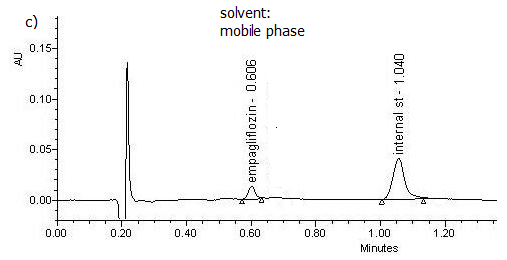 c)
solvent:
mobile phase
AU
0.15
0.10
0.05
0.00
empagliflozin - 0.606
internal st - 1.040
0.00 0.20 0.40 0.60 0.80 1.00 1.20
Minutes